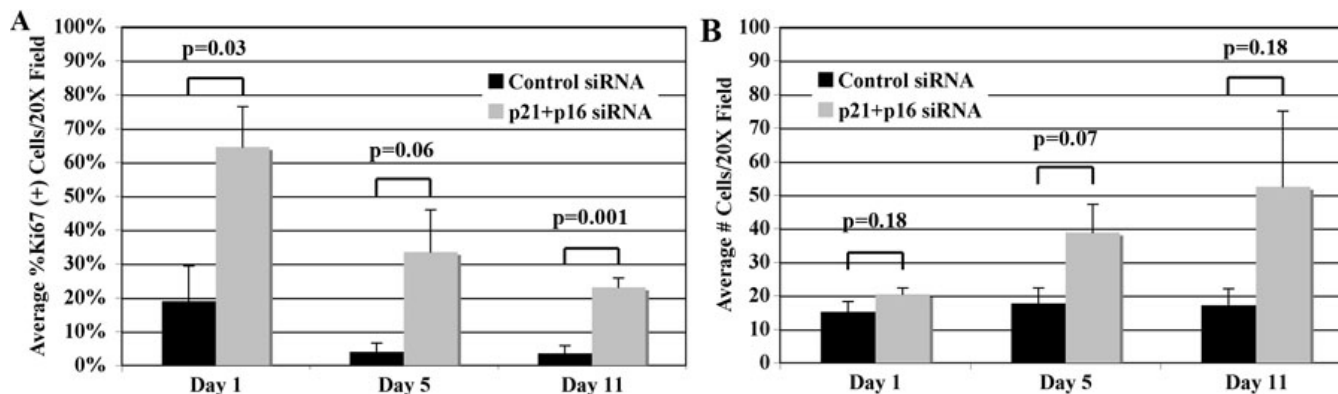 A
Average %Ki67 (+) Cells/20X Field
100%
90%
80%
70%
60%
50%
40%
30%
20%
10%
0%
p=0.03
p=0.06
p=0.001
Control siRNA
p21+p16 siRNA
Day 1
Day 5
Day 11
B
Average # Cells/20X Field
100
90
80
70
60
50
40
30
20
10
0
p=0.18
p=0.07
p=0.18
Control siRNA
p21+p16 siRNA
Day 1
Day 5
Day 11